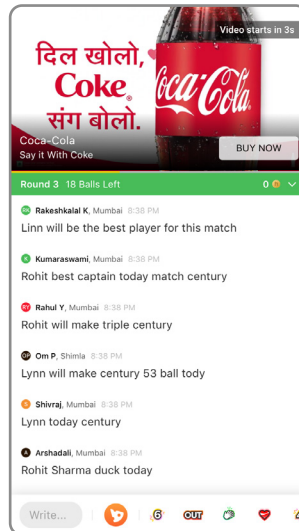 Video starts in 3s
दिल खोलो,
Coke
संग बोलो.
Coca-Cola
Coca-Cola
Say it With Coke
BUY NOW
Round 3 18 Balls Left 0
Rakeshkalal K, Mumbai 8:38 PM
Linn will be the best player for this match
K Kumaraswami, Mumbai 8:38 PM
Rohit best captain today match century
RY Rahul Y, Mumbai 8:38 PM
Rohit will make triple century
OP Om P, Shimla 8:38 PM
Lynn will make century 53 ball tody
S Shivraj, Mumbai 8:38 PM
Lynn today century
A Arshadali, Mumbai 8:38 PM
Rohit Sharma duck today
Write... 6 OUT